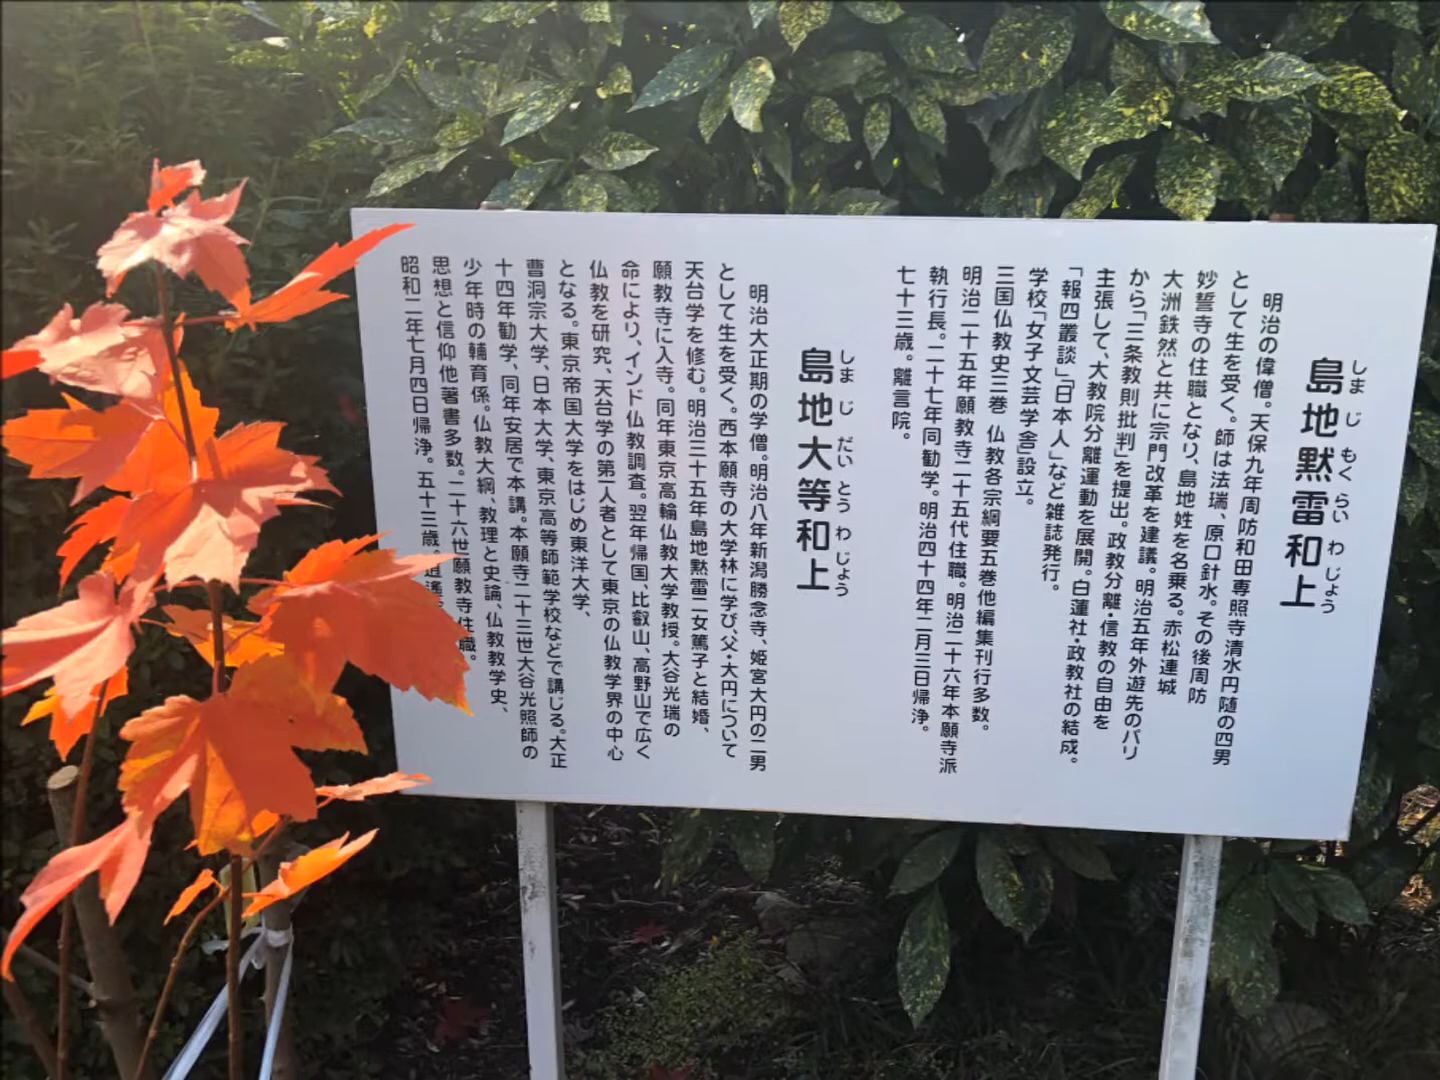 島地黙雷和上
しまじもくらいわじょう
明治の偉僧。天保九年周防和田専照寺清水円随の四男
として生を受く。師は法瑞、原口針水。その後周防
妙誓寺の住職となり、島地姓を名乗る。赤松連城
大洲鉄然と共に宗門改革を建議。明治五年外遊先のパリ
から「三条教則批判」を提出。政教分離・信教の自由を
主張して、大教院分離運動を展開。白蓮社・政教社の結成。
「報四叢談」「日本人」など雑誌発行。
学校「女子文芸学舎」設立。
三国仏教史三巻 仏教各宗綱要五巻他編集刊行多数。
明治二十五年願教寺二十五代住職。明治二十六年本願寺派
執行長。二十七年同勧学。明治四十四年二月三日帰浄。
七十三歳。離言院。
島地大等和上
しまじだいとうわじょう
明治大正期の学僧。明治八年新潟勝念寺、姫宮大円の二男
として生を受く。西本願寺の大学林に学び、父・大円について
天台学を修む。明治三十五年島地黙雷二女篤子と結婚、
願教寺に入寺。同年東京高輪仏教大学教授。大谷光瑞の
命により、インド仏教調査。翌年帰国、比叡山、高野山で広く
仏教を研究、天台学の第一人者として東京の仏教学界の中心
となる。東京帝国大学をはじめ東洋大学、
曹洞宗大学、日本大学、東京高等師範学校などで講じる。大正
十四年勧学、同年安居で本講。本願寺二十三世大谷光照師の
少年時の輔育係。仏教大綱、教理と史論、仏教教学史、
思想と信仰他著書多数。二十六世願教寺住職。
昭和二年七月四日帰浄。五十三歳。